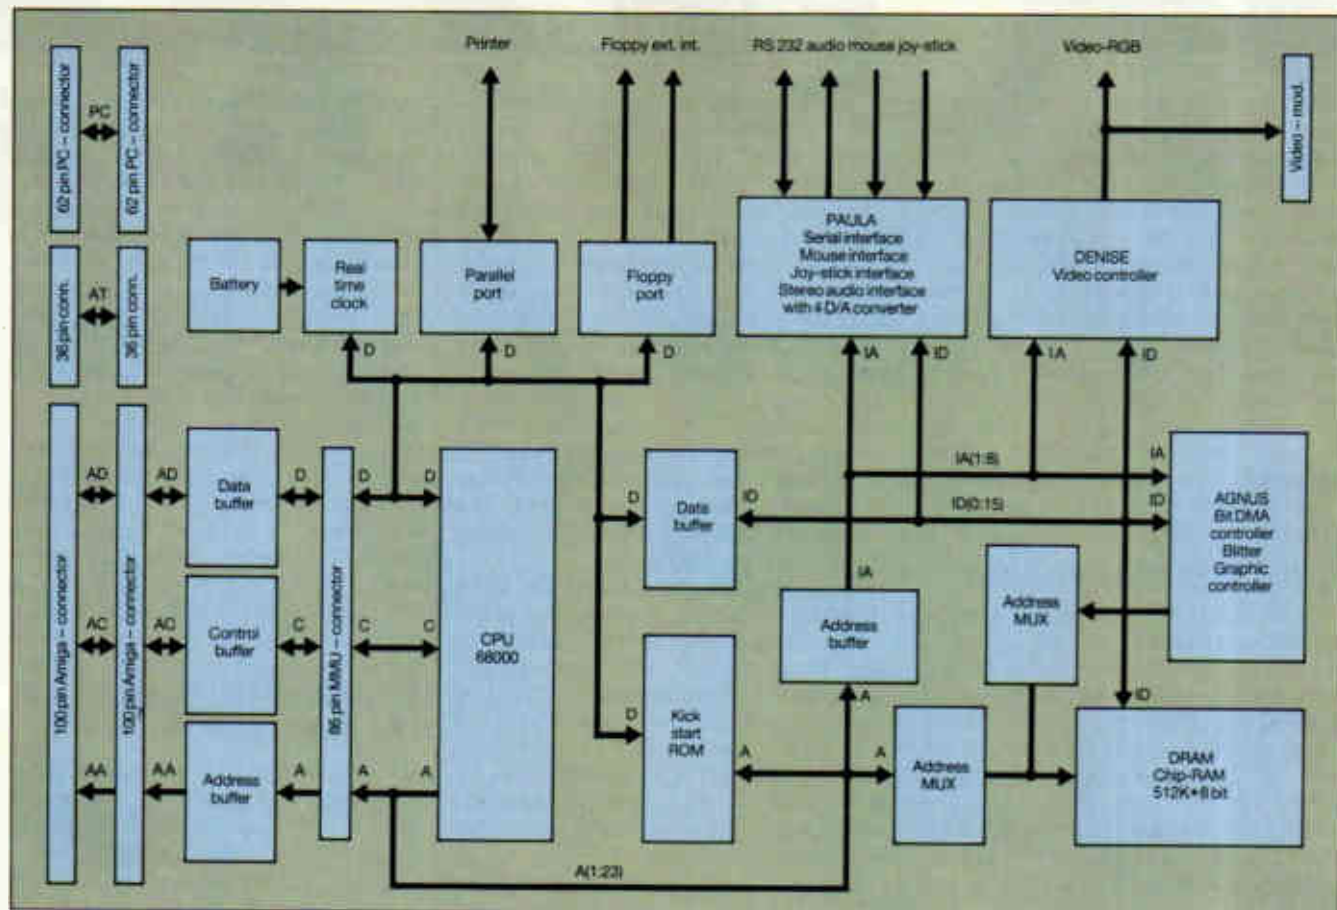 Printer
Floppy ext. int.
RS 232 audio mouse joy-stick
Video-RGB
62 pin PC – connector
PC
62 pin PC – connector
Video – mod.
36 pin conn.
AT
36 pin conn.
Battery
Real
time
clock
Parallel
port
Floppy
port
PAULA
Serial interface
Mouse interface
Joy-stick interface
Stereo audio interface
with 4 D/A converter
DENISE
Video controller
D
D
D
IA
ID
IA
ID
100 pin Amiga – connector
AD
100 pin Amiga – connector
AD
Data
buffer
D
86 pin MMU – connector
D
D
CPU
68000
D
Data
buffer
ID
IA(1:8)
IA
ID(0:15)
ID
AGNUS
Bit DMA
controller
Blitter
Graphic
controller
AC
AC
Control
buffer
C
C
C
IA
Address
buffer
A
Address
MUX
AA
AA
Address
buffer
A
A
A
D
Kick
start
ROM
A
A
Address
MUX
ID
DRAM
Chip-RAM
512K*8 bit
A(1:23)